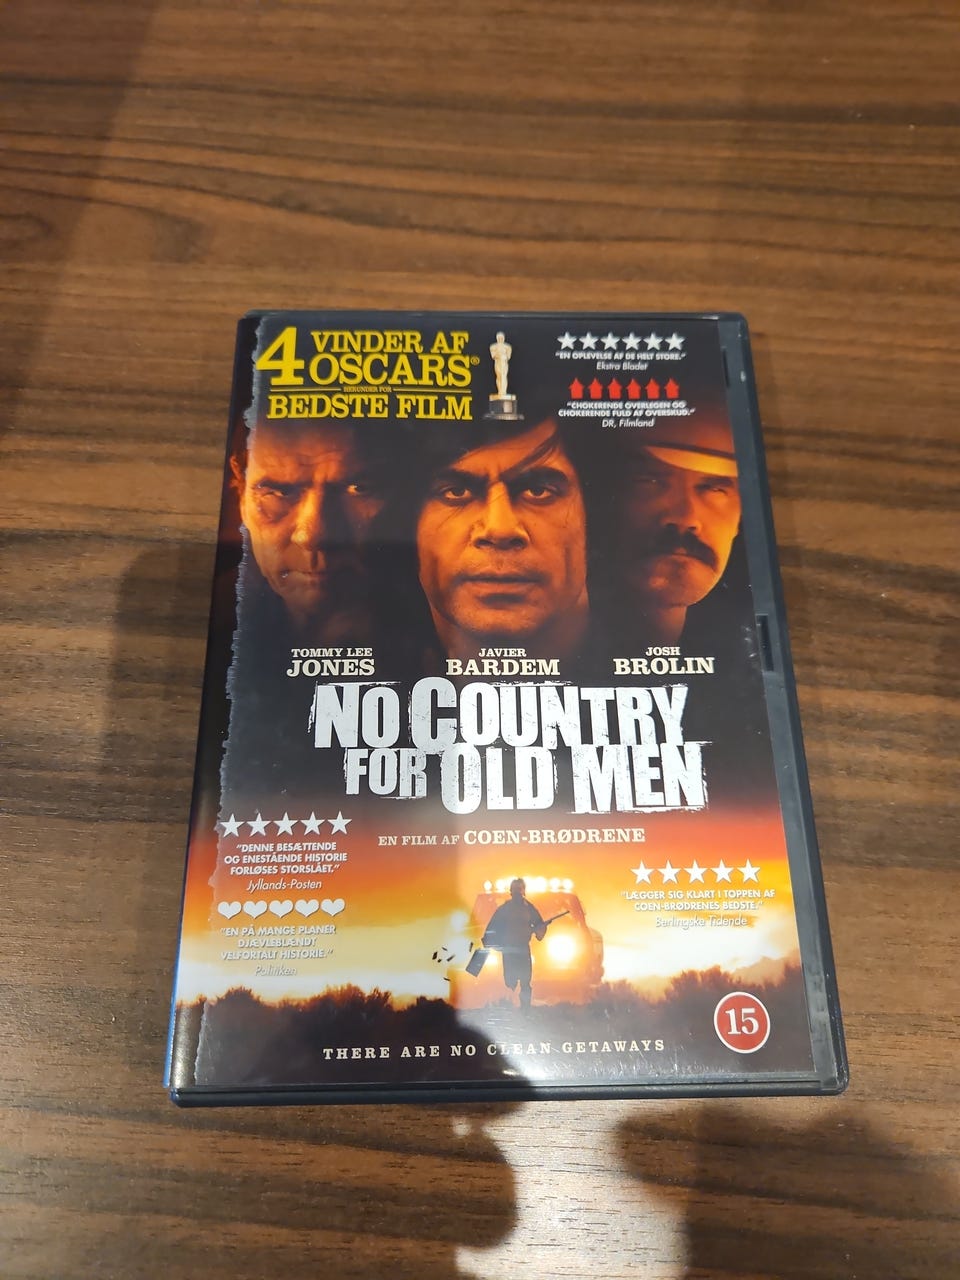 4 VINDER AF
OSCARS®
HERUNDER FOR
BEDSTE FILM
"EN OPLEVELSE AF DE HELT STORE."
Ekstra Bladet
"CHOKERENDE OVERLEGEN OG
CHOKERENDE FULD AF OVERSKUD."
DR, Filmland
TOMMY LEE
JONES
JAVIER
BARDEM
JOSH
BROLIN
NO COUNTRY
FOR OLD MEN
EN FILM AF COEN-BRØDRENE
"DENNE BESÆTTENDE
OG ENESTÅENDE HISTORIE
FORLØSES STORSLÅET."
Jyllands-Posten
"EN PÅ MANGE PLANER
DJÆVLEBLÆNDT
VELFORTALT HISTORIE."
Politiken
"LÆGGER SIG KLART I TOPPEN AF
COEN-BRØDRENES BEDSTE."
Berlingske Tidende
15
THERE ARE NO CLEAN GETAWAYS